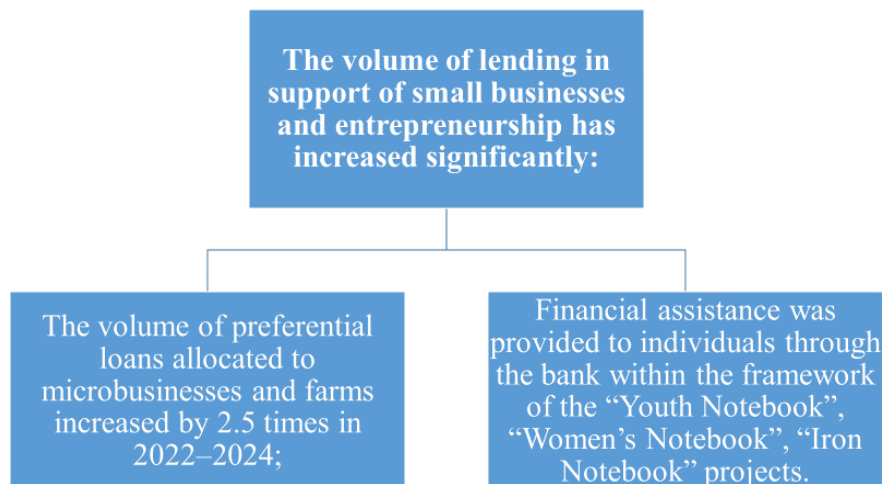 The volume of lending in
support of small businesses
and entrepreneurship has
increased significantly:
The volume of preferential
loans allocated to
microbusinesses and farms
increased by 2.5 times in
2022–2024;
Financial assistance was
provided to individuals through
the bank within the framework
of the “Youth Notebook”,
“Women’s Notebook”, “Iron
Notebook” projects.